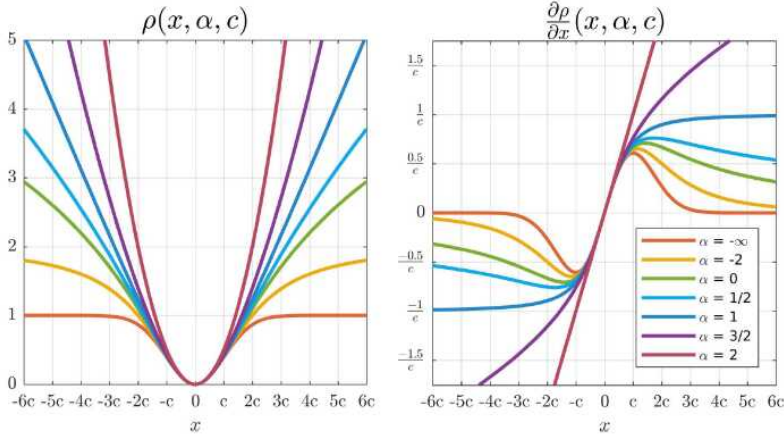 ρ(x, α, c)
5
4
3
2
1
0
-6c -5c -4c -3c -2c -c 0 c 2c 3c 4c 5c 6c
x
∂ρ/∂x (x, α, c)
1.5/c
1/c
0.5/c
0
-0.5/c
-1/c
-1.5/c
α = -∞
α = -2
α = 0
α = 1/2
α = 1
α = 3/2
α = 2
-6c -5c -4c -3c -2c -c 0 c 2c 3c 4c 5c 6c
x